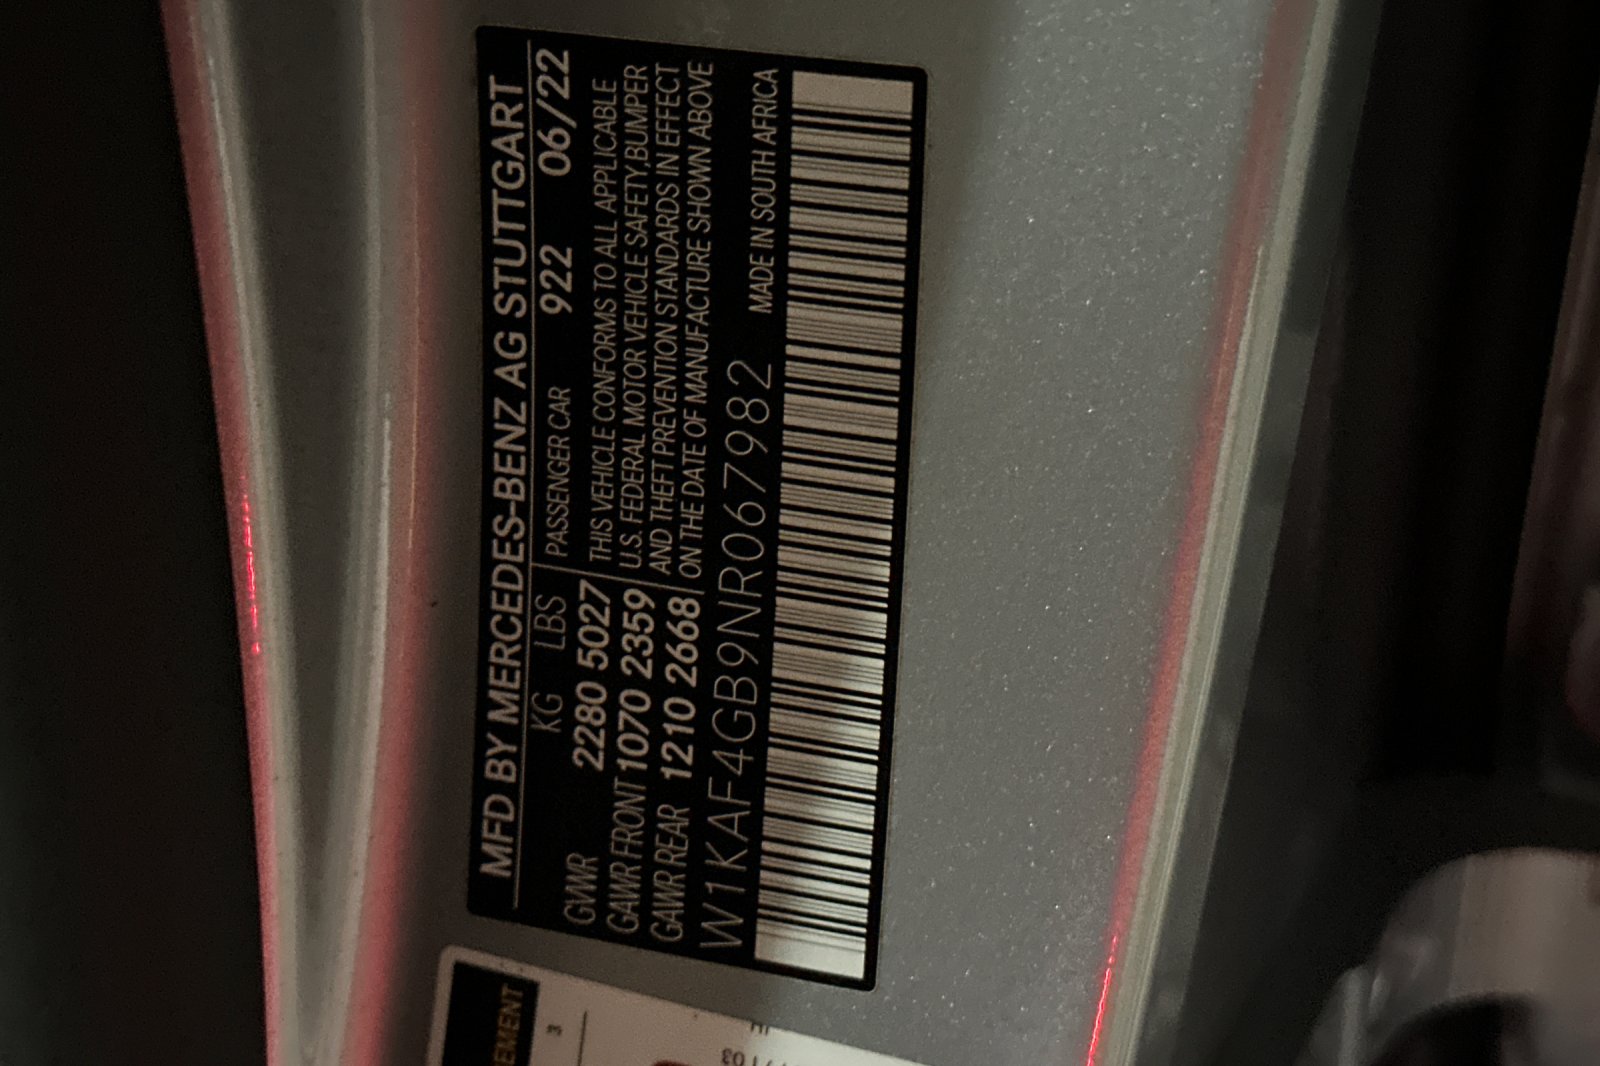 MFD BY MERCEDES-BENZ AG STUTTGART
KG LBS PASSENGER CAR 922 06/22
GVWR 2280 5027 THIS VEHICLE CONFORMS TO ALL APPLICABLE
GAWR FRONT 1070 2359 U.S. FEDERAL MOTOR VEHICLE SAFETY,BUMPER
GAWR REAR 1210 2668 AND THEFT PREVENTION STANDARDS IN EFFECT
ON THE DATE OF MANUFACTURE SHOWN ABOVE
W1KAF4GB9NR067982 MADE IN SOUTH AFRICA